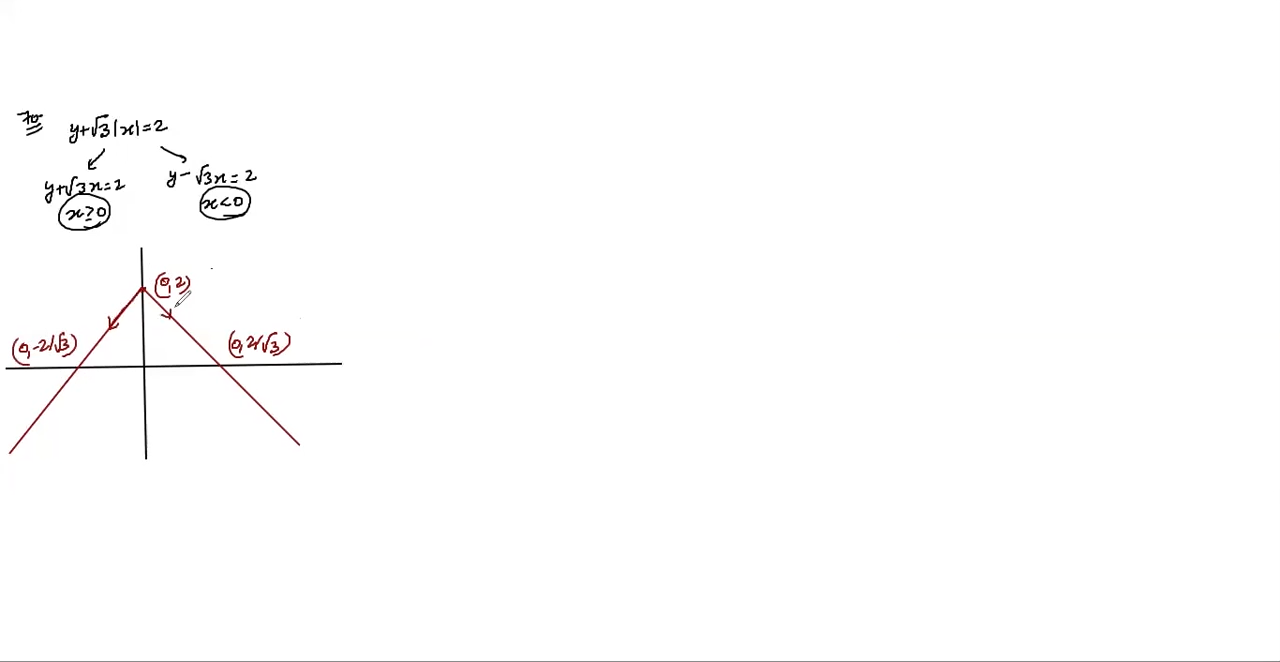 y+√3|x|=2
y+√3x=2
y-√3x=2
x≥0
x<0
(0,2)
(0,-2/√3)
(0,2/√3)